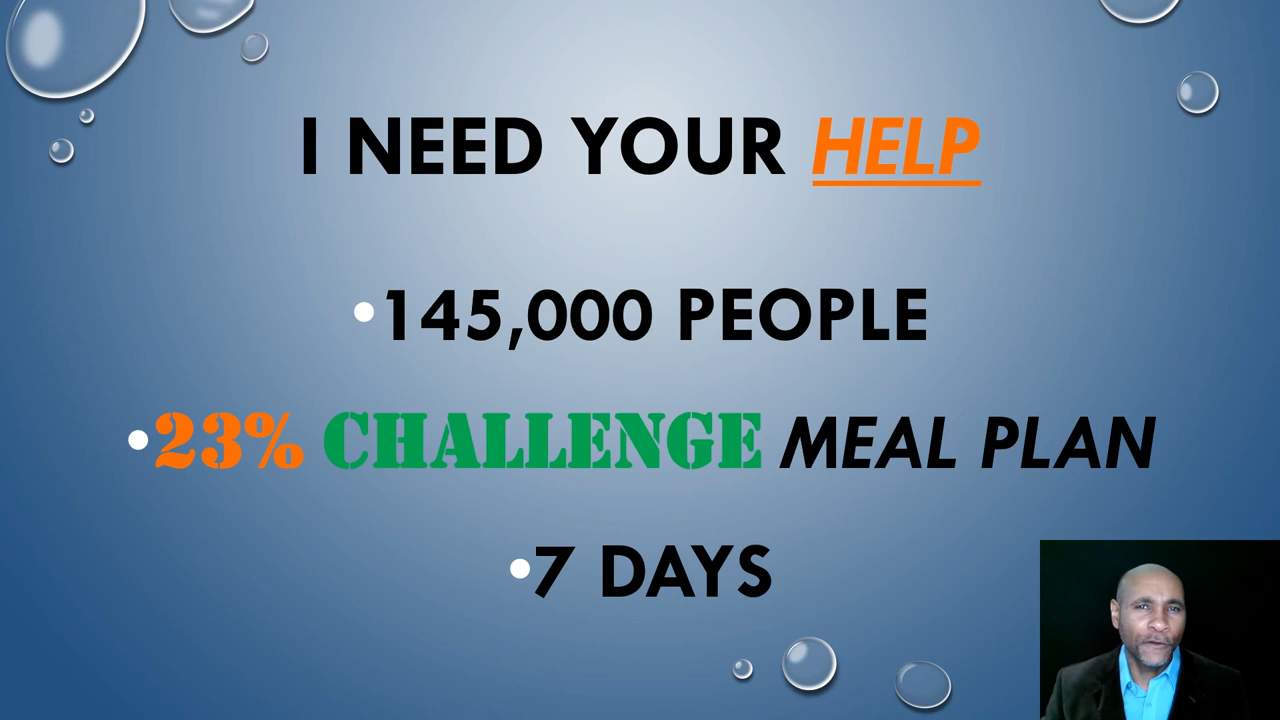 I NEED YOUR HELP
•145,000 PEOPLE
•23% CHALLENGE MEAL PLAN
•7 DAYS